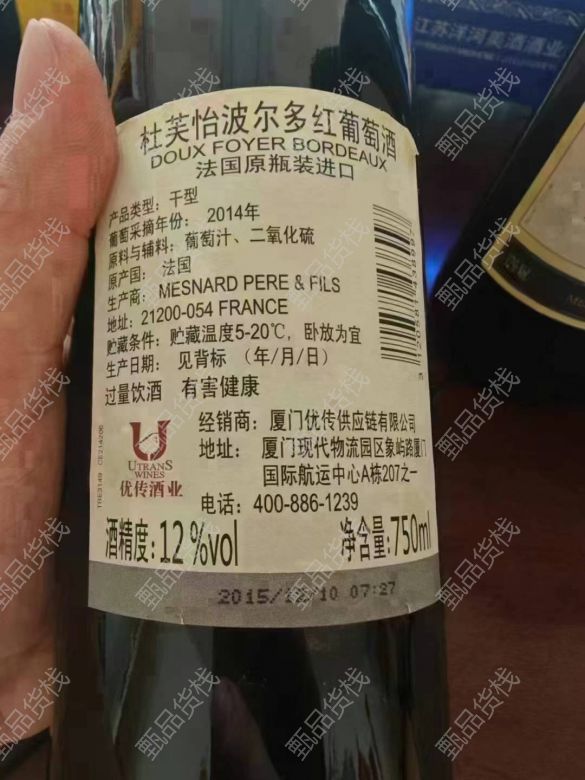 江苏洋河美酒酒业
杜芙怡波尔多红葡萄酒
DOUX FOYER BORDEAUX
法国原瓶装进口
产品类型：干型
葡萄采摘年份：2014年
原料与辅料：葡萄汁、二氧化硫
原产国：法国
生产商：MESNARD PERE & FILS
地址：21200-054 FRANCE
贮藏条件：贮藏温度5-20℃，卧放为宜
生产日期：见背标（年/月/日）
过量饮酒 有害健康
经销商：厦门优传供应链有限公司
地址：厦门现代物流园区象屿路厦门
国际航运中心A栋207之一
UTRANS
WINES
优传酒业
电话：400-886-1239
酒精度：12%vol
净含量：750ml
2015/12/10 07:27
甄品货栈